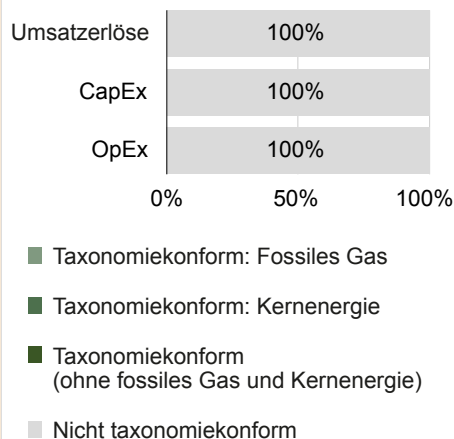 Umsatzerlöse 100%
CapEx 100%
OpEx 100%
0% 50% 100%
Taxonomiekonform: Fossiles Gas
Taxonomiekonform: Kernenergie
Taxonomiekonform
(ohne fossiles Gas und Kernenergie)
Nicht taxonomiekonform